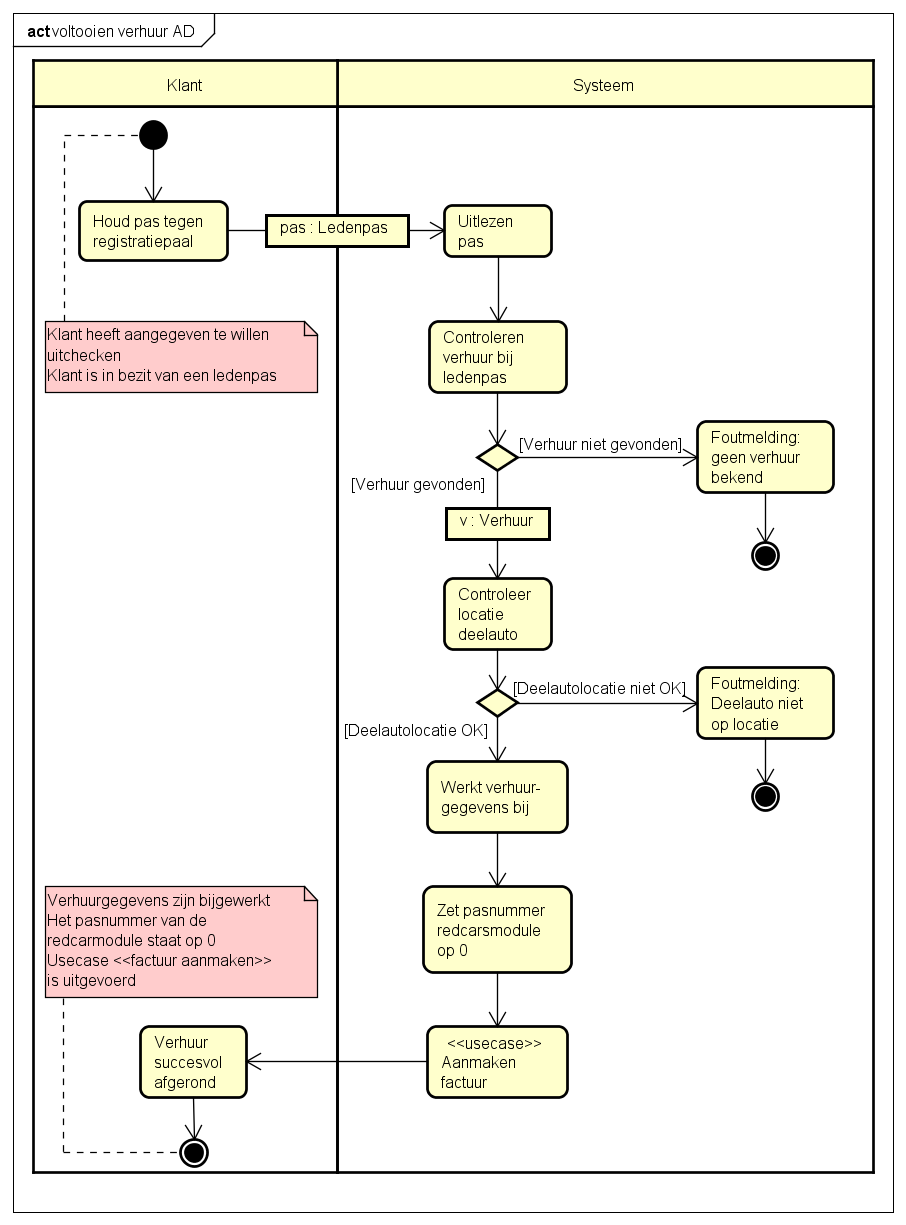 act voltooien verhuur AD
Klant
Systeem
Houd pas tegen
registratiepaal
pas : Ledenpas
Uitlezen
pas
Klant heeft aangegeven te willen
uitchecken
Klant is in bezit van een ledenpas
Controleren
verhuur bij
ledenpas
[Verhuur niet gevonden]
Foutmelding:
geen verhuur
bekend
[Verhuur gevonden]
v : Verhuur
Controleer
locatie
deelauto
[Deelautolocatie niet OK]
Foutmelding:
Deelauto niet
op locatie
[Deelautolocatie OK]
Werkt verhuur-
gegevens bij
Verhuurgegevens zijn bijgewerkt
Het pasnummer van de
redcarmodule staat op 0
Usecase <<factuur aanmaken>>
is uitgevoerd
Zet pasnummer
redcarsmodule
op 0
<<usecase>>
Aanmaken
factuur
Verhuur
succesvol
afgerond